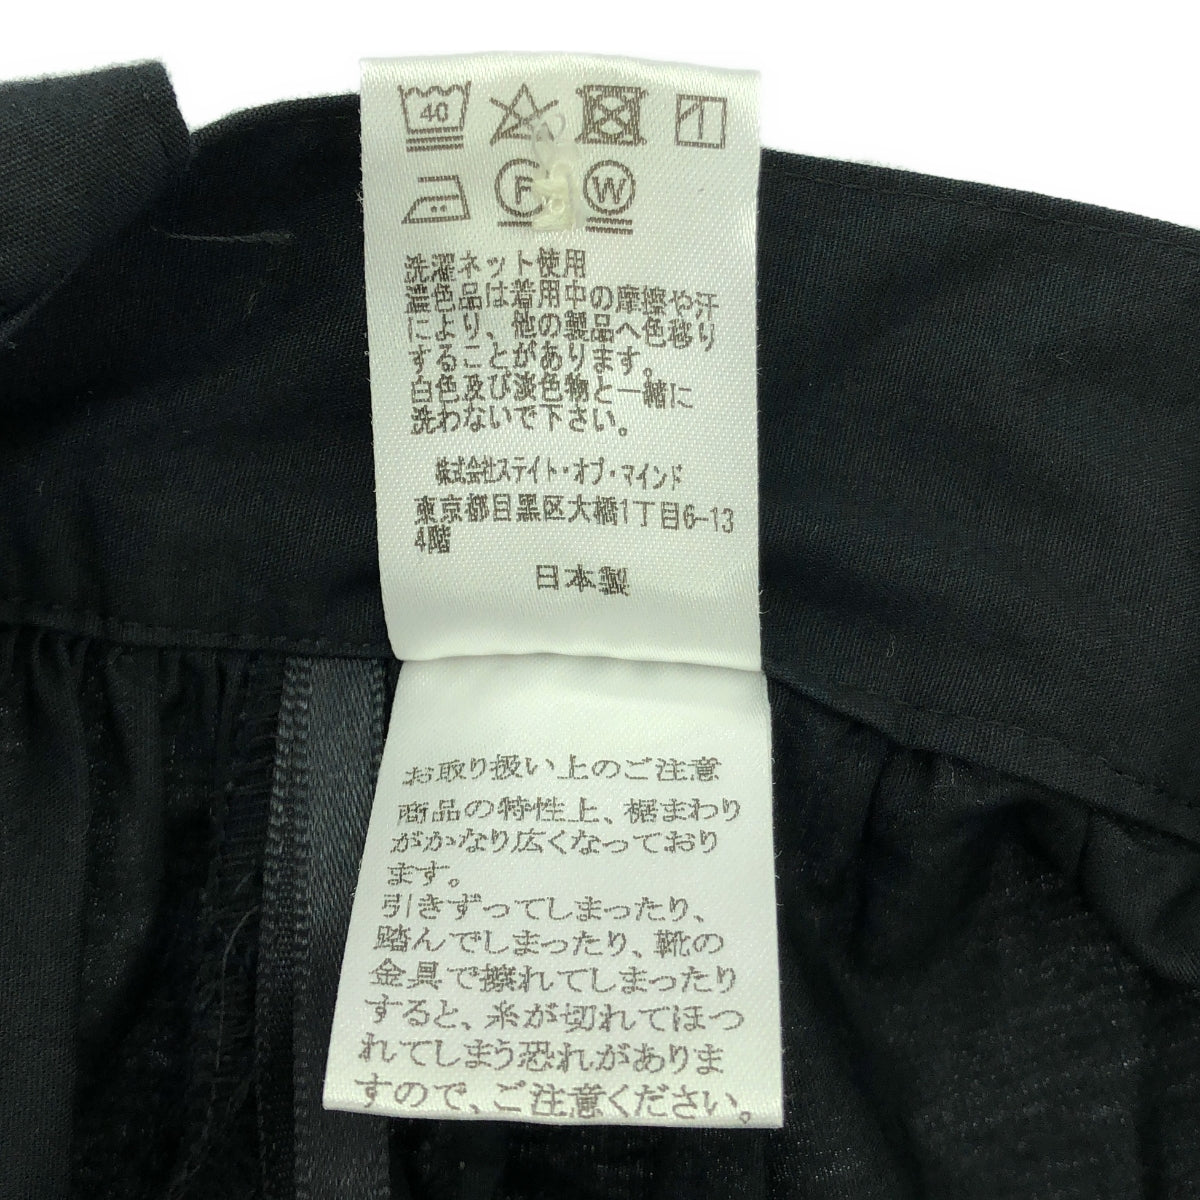 40
F W
洗濯ネット使用
濃色品は着用中の摩擦や汗
により、他の製品へ色移り
することがあります。
白色及び淡色物と一緒に
洗わないで下さい。
株式会社ステイト・オブ・マインド
東京都目黒区大橋1丁目6-13
4階
日本製
お取り扱い上のご注意
商品の特性上、裾まわり
がかなり広くなっており
ます。
引きずってしまったり、
踏んでしまったり、靴の
金具で擦れてしまったり
すると、糸が切れてほつ
れてしまう恐れがありま
すので、ご注意ください。